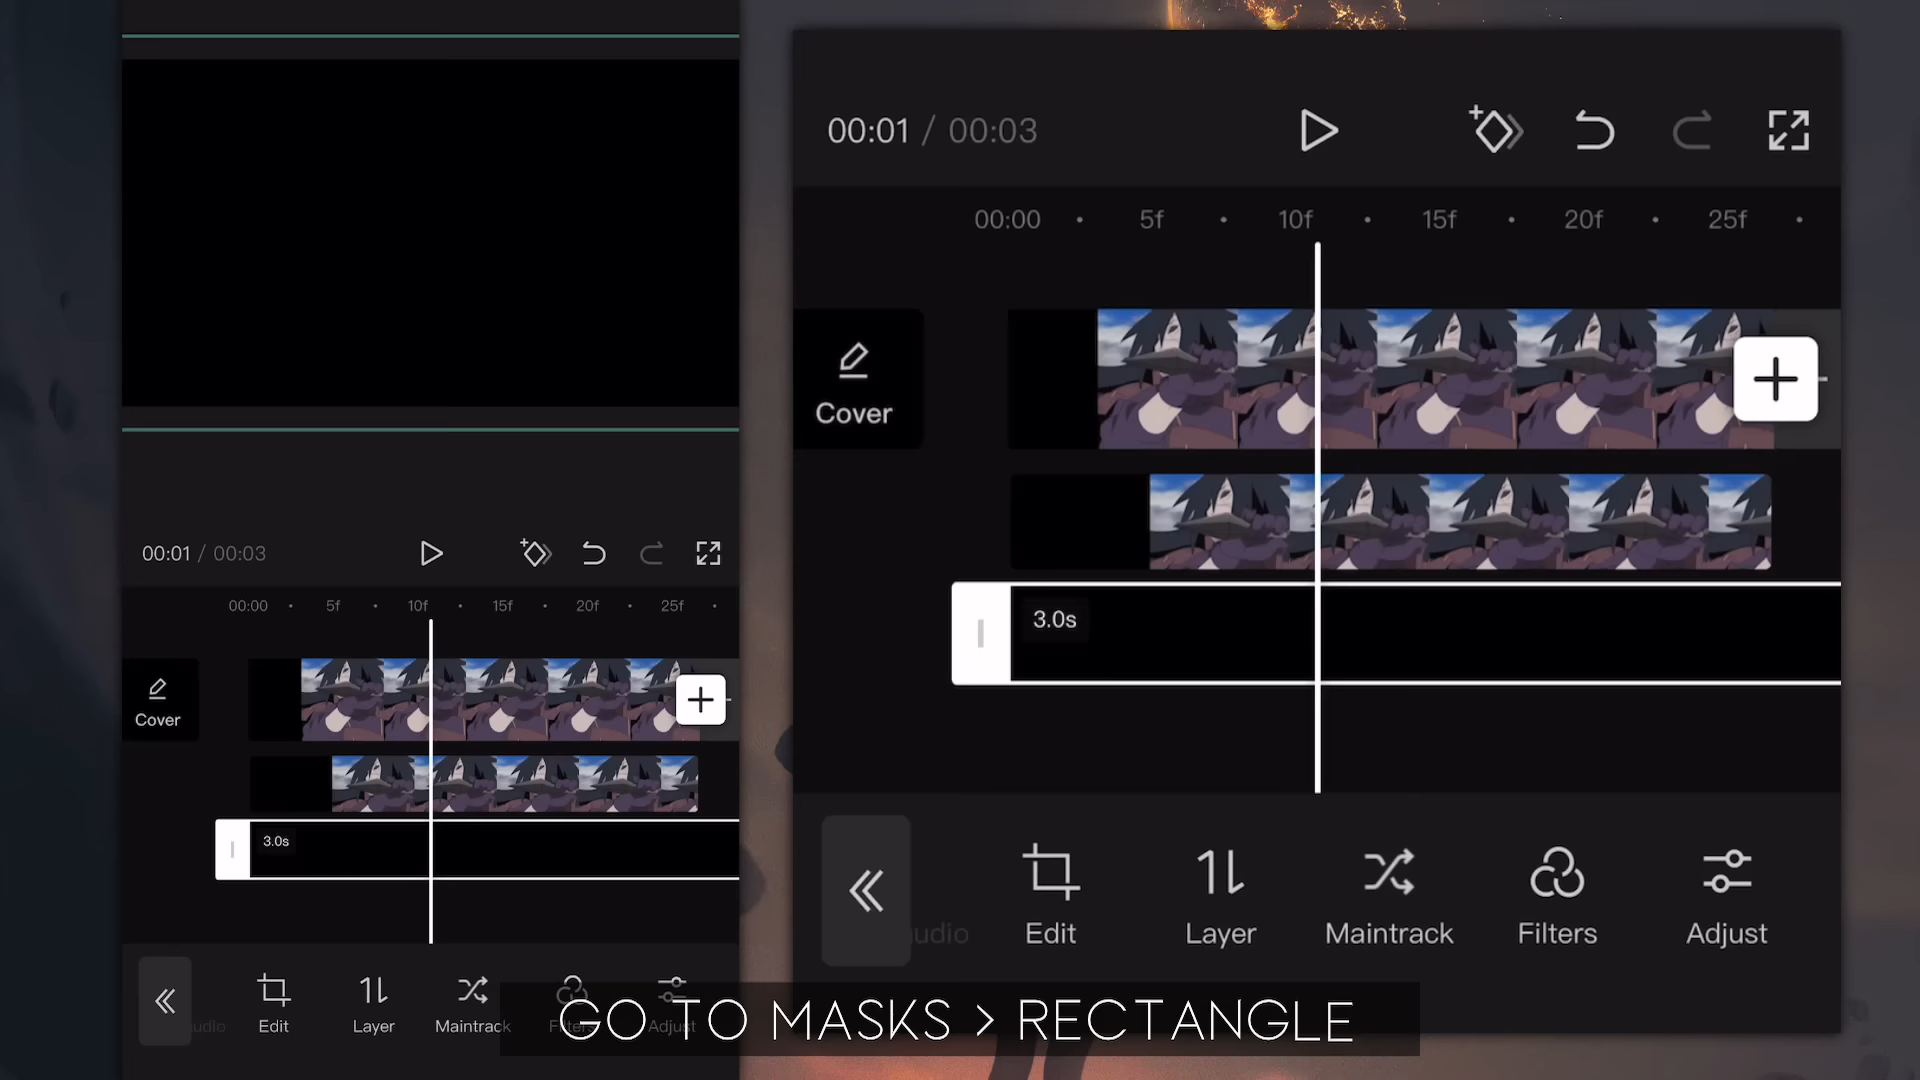 00:01 / 00:03
00:00 5f 10f 15f 20f 25f
Cover
3.0s
Edit Layer Maintrack Filters Adjust
00:01 / 00:03
00:00 5f 10f 15f 20f 25f
Cover
3.0s
udio Edit Layer Maintrack Filters Adjust
GO TO MASKS > RECTANGLE